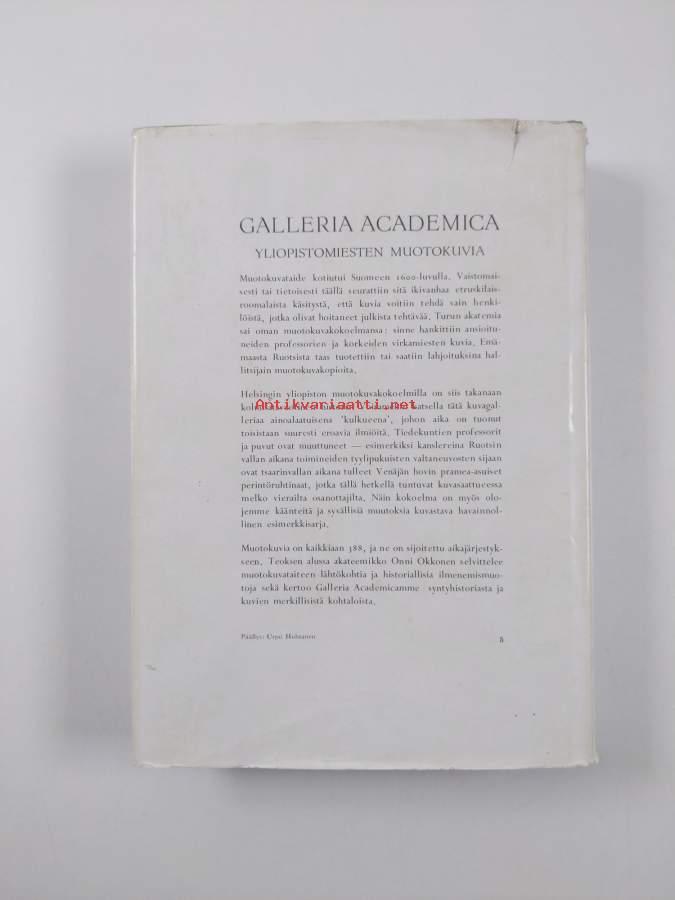 GALLERIA ACADEMICA
YLIOPISTOMIESTEN MUOTOKUVIA
Muotokuvataide kotiutui Suomeen 1600-luvulla. Vaistomai-
sesti tai tietoisesti täällä seurattiin sitä ikivanhaa etruskilais-
roomalaista käsitystä, että kuvia voitiin tehdä vain henki-
löistä, jotka olivat hoitaneet julkista tehtävää. Turun akatemia
sai oman muotokuvakokoelmansa: sinne hankittiin ansioitu-
neiden professorien ja korkeiden virkamiesten kuvia. Emä-
maasta Ruotsista taas tuotettiin tai saatiin lahjoituksina hal-
litsijain muotokuvakopioita.
Helsingin yliopiston muotokuvakokoelmilla on siis takanaan
Antikvariaatti.net
katsella tätä kuvagal-
leriaa ainoalaatuisena 'kulkueena', johon aika on tuonut
toisistaan suuresti eroavia ilmiöitä. Tiedekuntien professorit
ja puvut ovat muuttuneet — esimerkiksi kanslereina Ruotsin
vallan aikana toimineiden tyylipukuisten valtaneuvosten sijaan
ovat tsaarinvallan aikana tulleet Venäjän hovin pramea-asuiset
perintöruhtinaat, jotka tällä hetkellä tuntuvat kuvasaattueessa
melko vierailta osanottajilta. Näin kokoelma on myös olo-
jemme käänteitä ja syvällisiä muutoksia kuvastava havainnol-
linen esimerkkisarja.
Muotokuvia on kaikkiaan 388, ja ne on sijoitettu aikajärjestyk-
seen. Teoksen alussa akateemikko Onni Okkonen selvittelee
muotokuvataiteen lähtökohtia ja historiallisia ilmenemismuo-
toja sekä kertoo Galleria Academicamme syntyhistoriasta ja
kuvien merkillisistä kohtaloista.
Päällys: Urpo Huhtanen